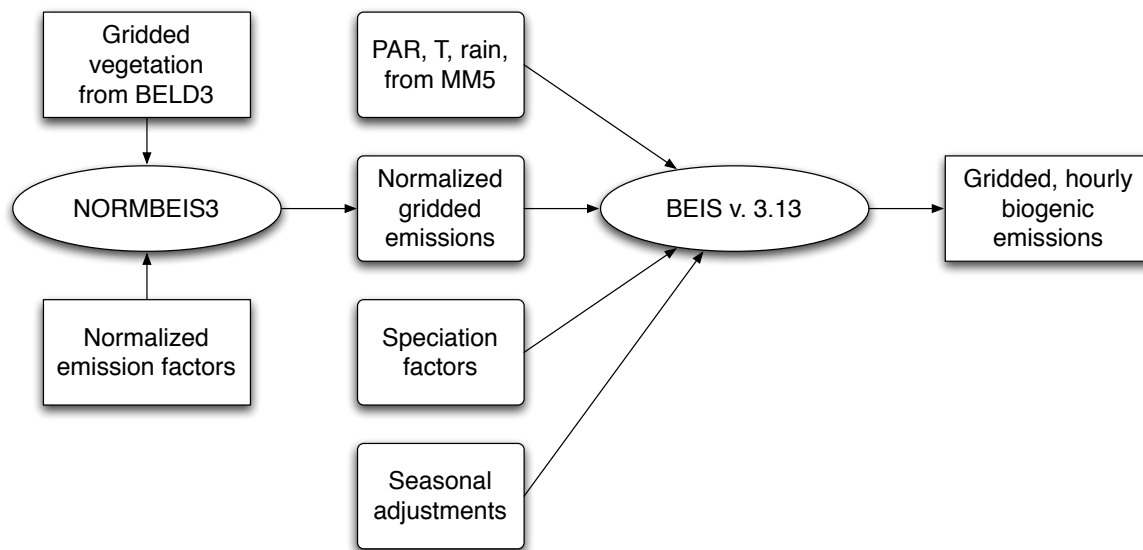 Gridded
vegetation
from BELD3
NORMBEIS3
Normalized
emission factors
PAR, T, rain,
from MM5
Normalized
gridded
emissions
Speciation
factors
Seasonal
adjustments
BEIS v. 3.13
Gridded, hourly
biogenic
emissions